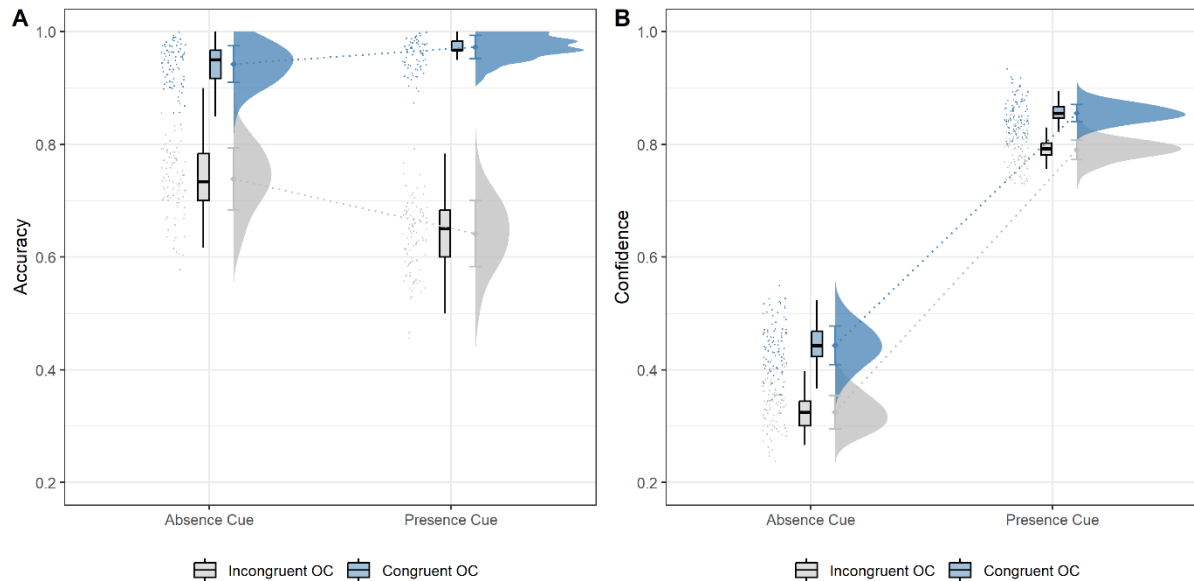 A
1.0
0.8
0.6
0.4
0.2
Accuracy
Absence Cue Presence Cue
Incongruent OC Congruent OC
B
1.0
0.8
0.6
0.4
0.2
Confidence
Absence Cue Presence Cue
Incongruent OC Congruent OC